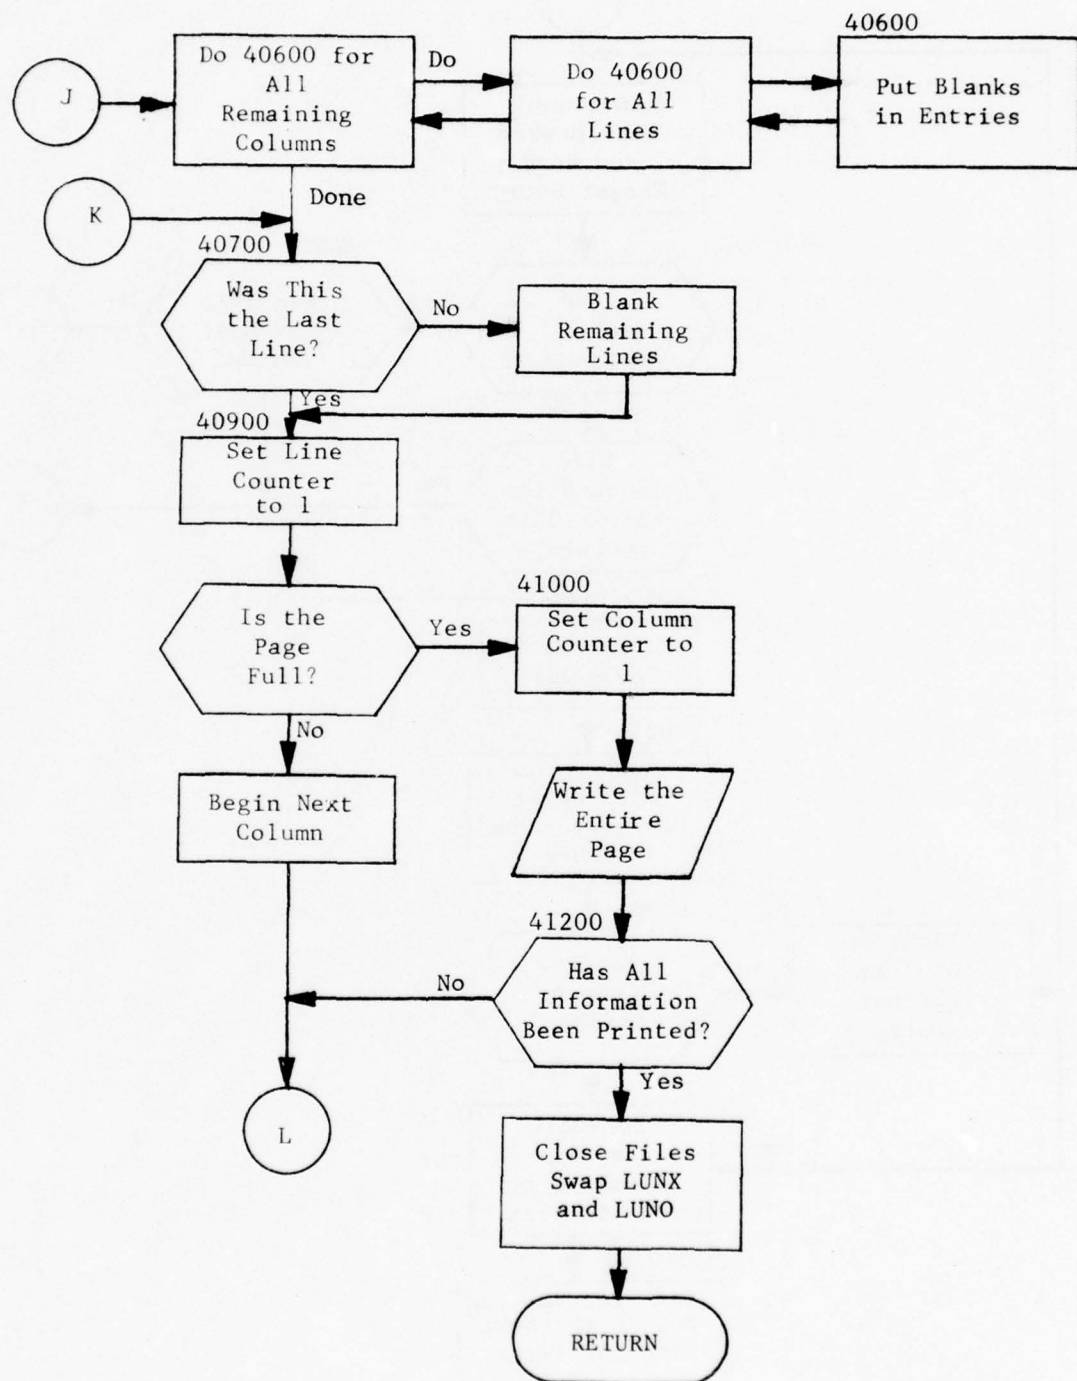 40600
J
Do 40600 for
All
Remaining
Columns
Do
Do 40600
for All
Lines
Put Blanks
in Entries
Done
K
40700
Was This
the Last
Line?
No
Blank
Remaining
Lines
Yes
40900
Set Line
Counter
to 1
Is the
Page
Full?
Yes
41000
Set Column
Counter to
1
No
Begin Next
Column
Write the
Entire
Page
41200
Has All
Information
Been Printed?
No
Yes
L
Close Files
Swap LUNX
and LUNO
RETURN